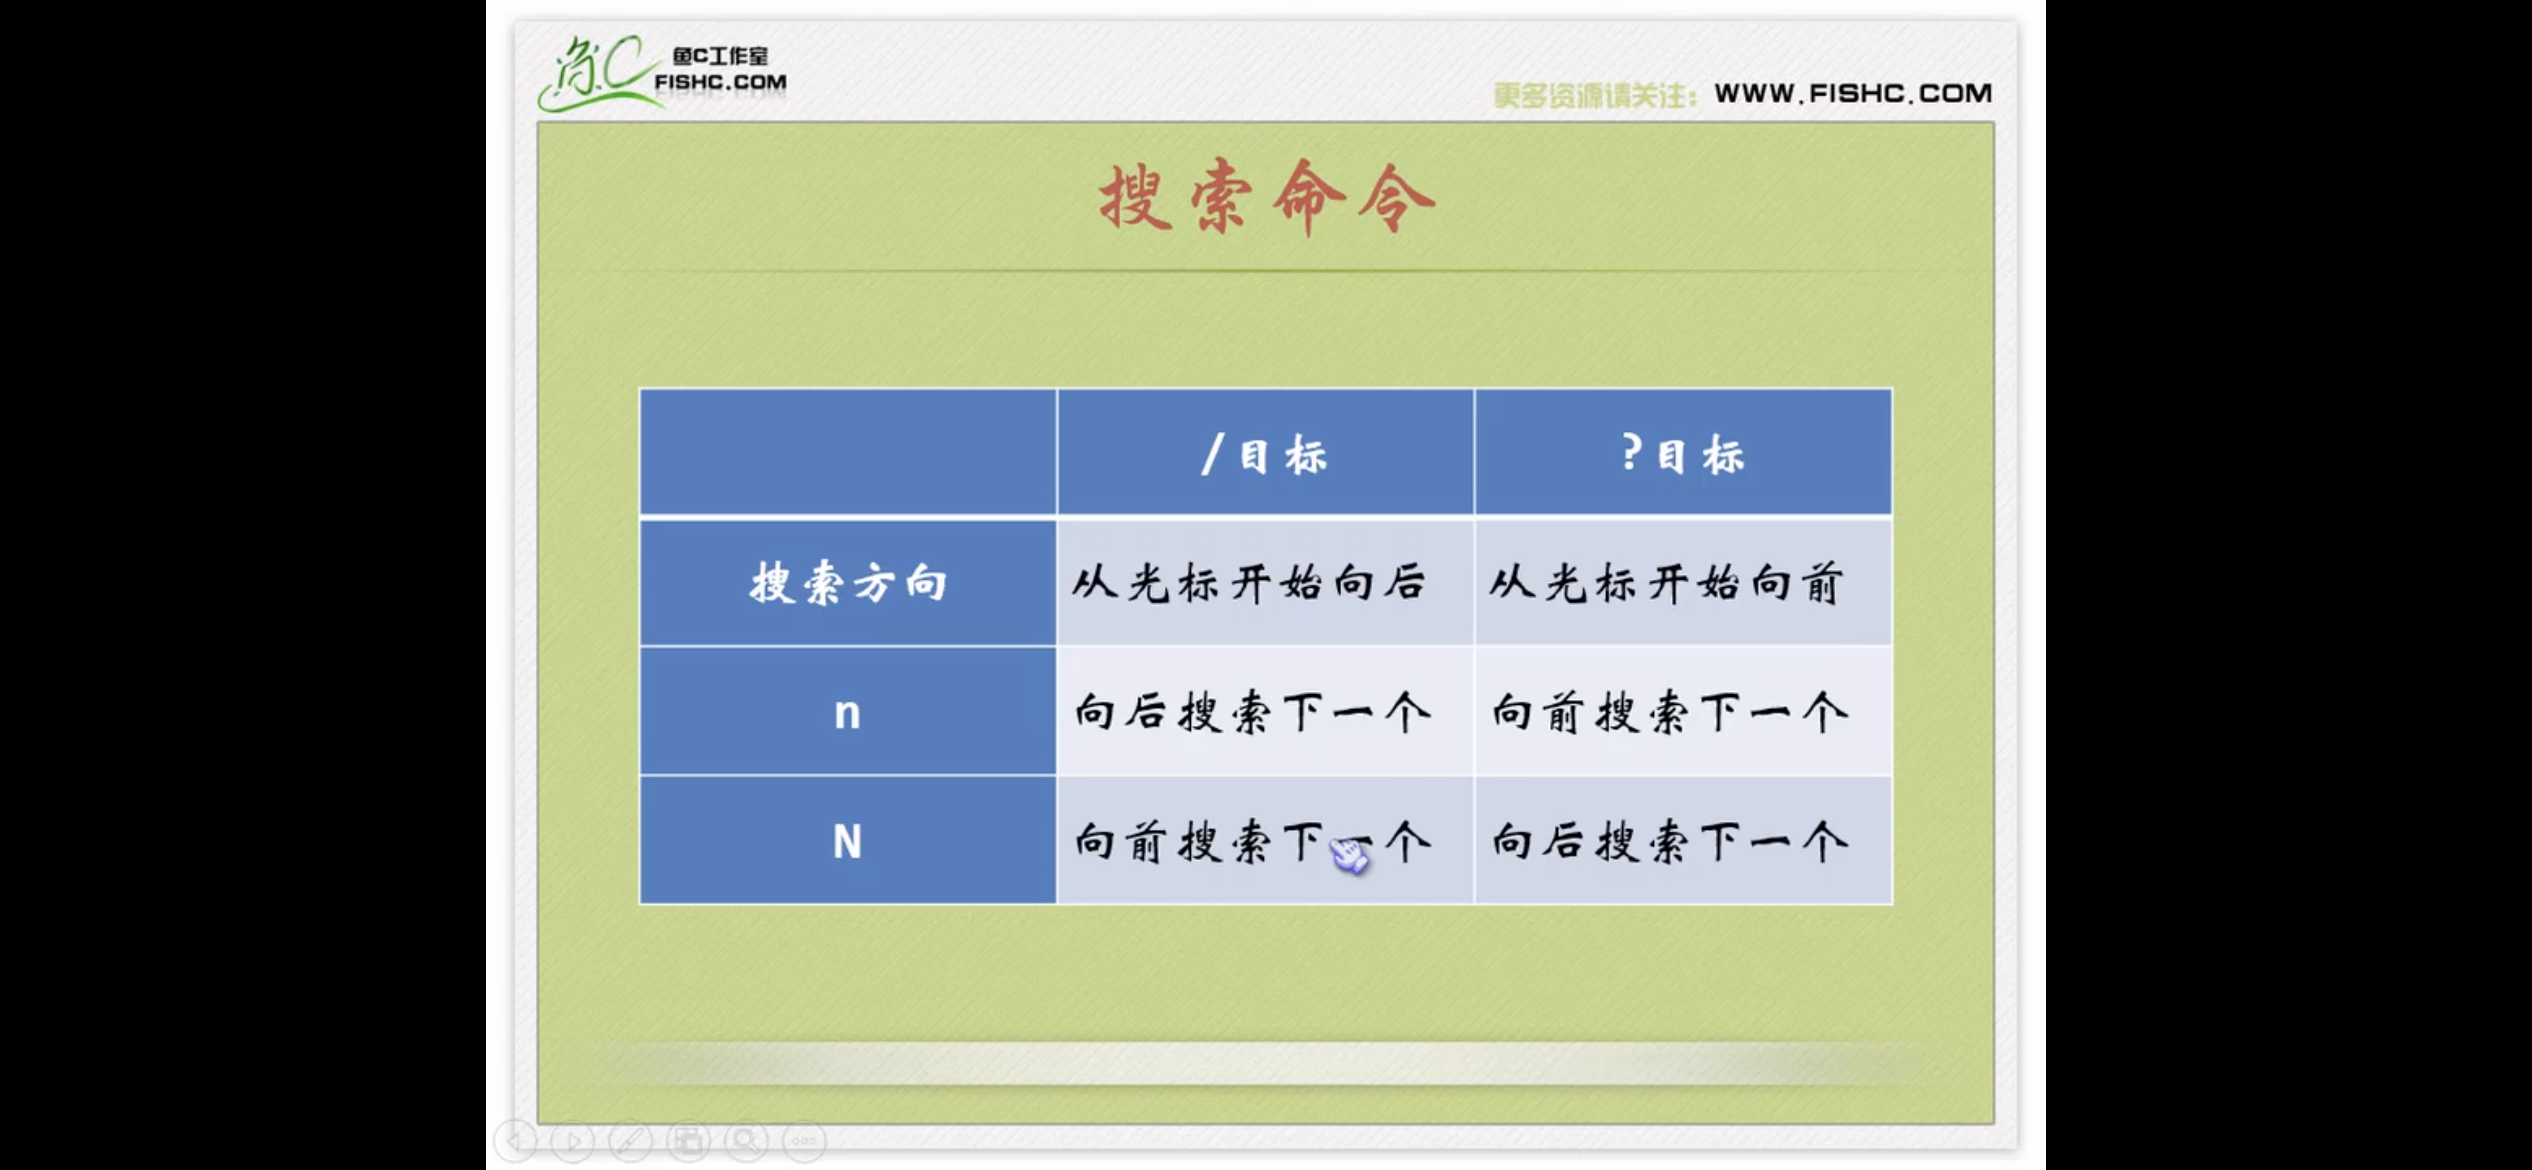 鱼C工作室
FISHC.COM
更多资源请关注：WWW.FISHC.COM
搜索命令
/目标 ?目标
搜索方向 从光标开始向后 从光标开始向前
n 向后搜索下一个 向前搜索下一个
N 向前搜索下一个 向后搜索下一个